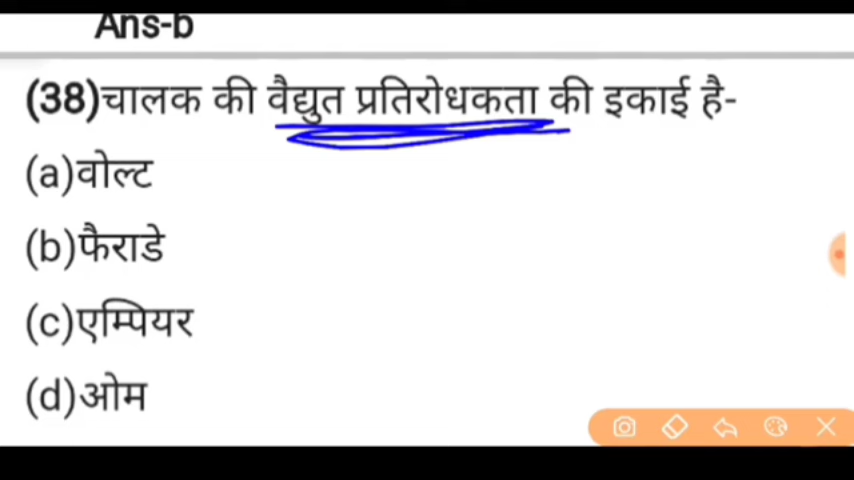 Ans-b
(38)चालक की वैद्युत प्रतिरोधकता की इकाई है-
(a)वोल्ट
(b)फैराडे
(c)एम्पियर
(d)ओम